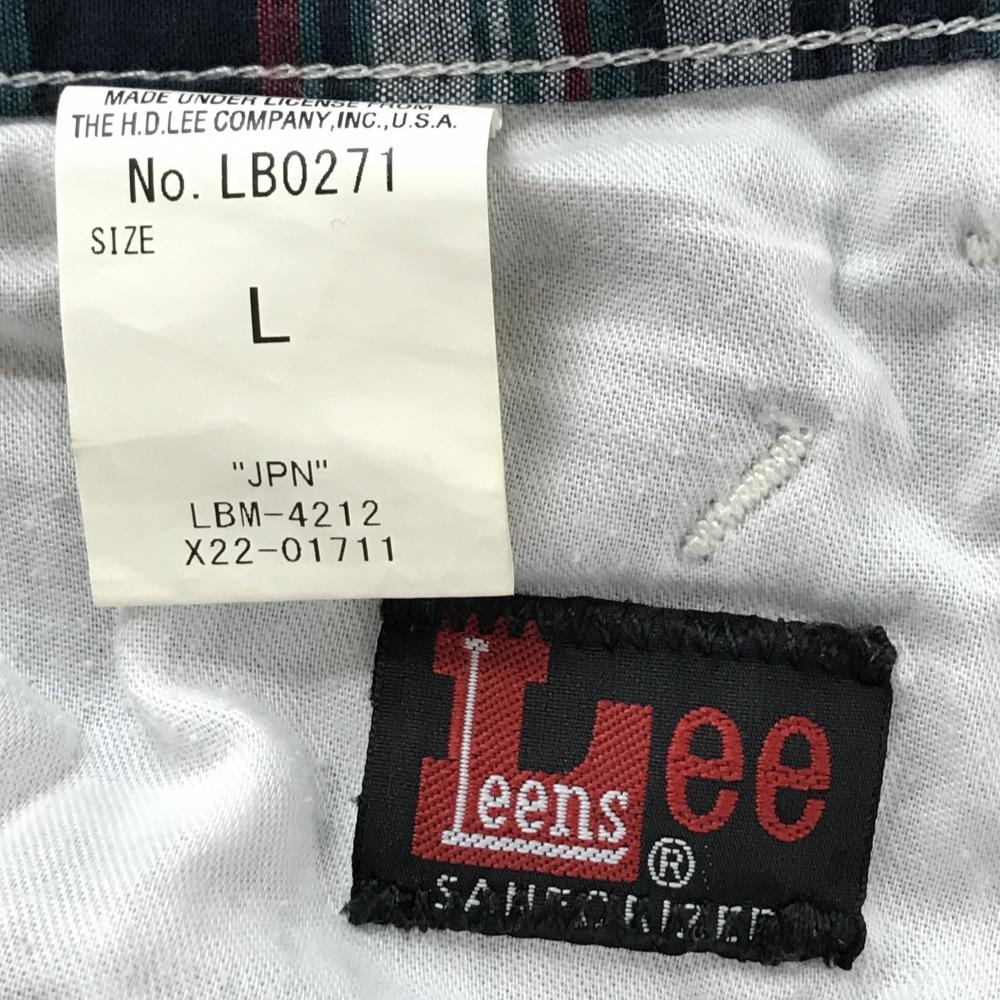 MADE UNDER LICENSE FROM
THE H.D.LEE COMPANY,INC.,U.S.A.
No. LB0271
SIZE
L
"JPN"
LBM-4212
X22-01711
Lee
Leens
®
SANFORIZED